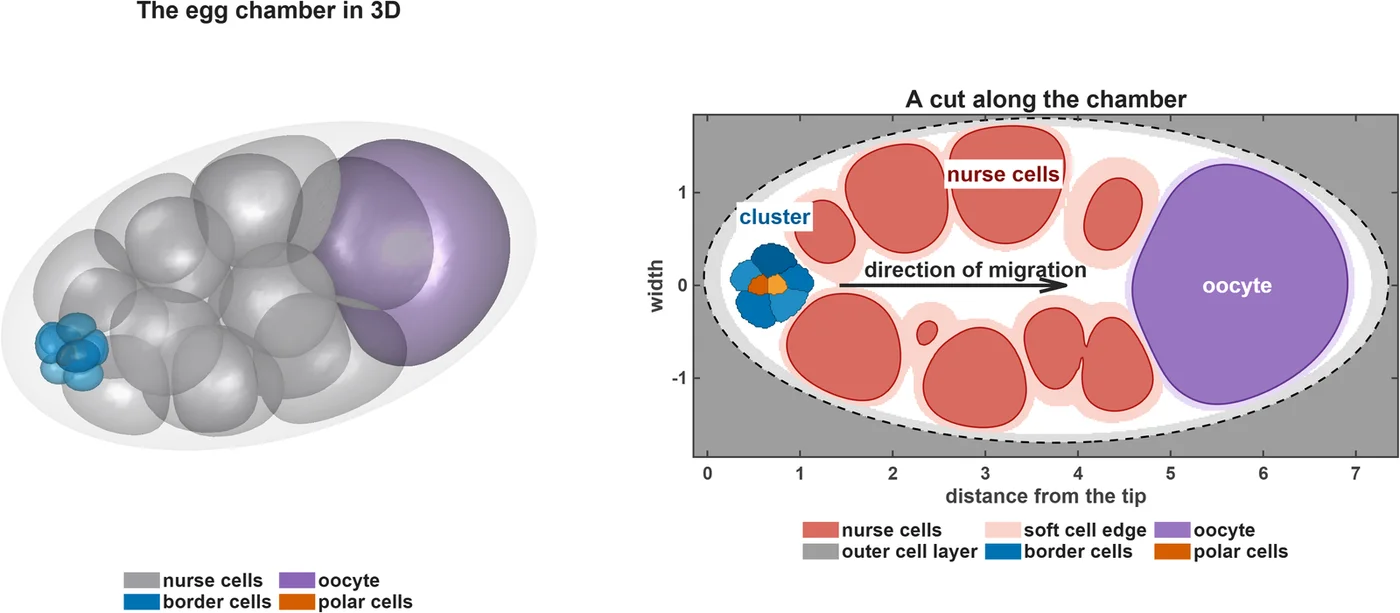 The egg chamber in 3D
nurse cells
oocyte
border cells
polar cells
A cut along the chamber
nurse cells
cluster
direction of migration
oocyte
width
1
0
-1
0 1 2 3 4 5 6 7
distance from the tip
nurse cells
soft cell edge
oocyte
outer cell layer
border cells
polar cells